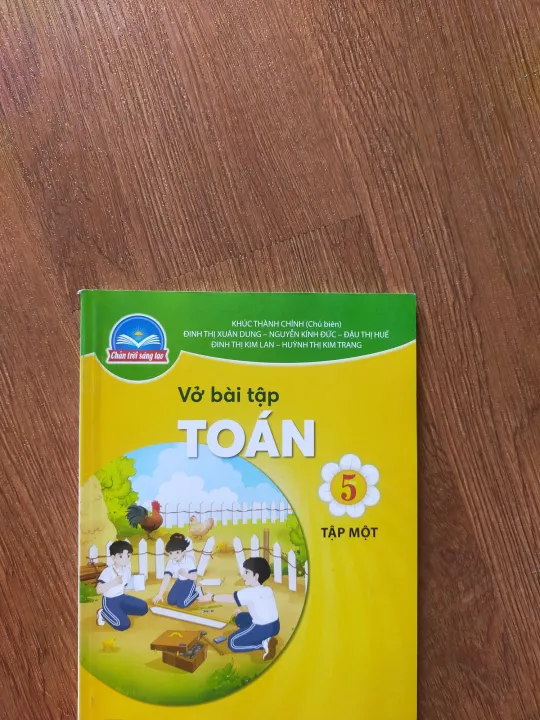 KHÚC THÀNH CHỈNH (Chủ biên)
ĐINH THỊ XUÂN DUNG – NGUYỄN KÍNH ĐỨC – ĐẬU THỊ HUẾ
ĐINH THỊ KIM LAN – HUỲNH THỊ KIM TRANG
Chân trời sáng tạo
Vở bài tập
TOÁN
5
TẬP MỘT